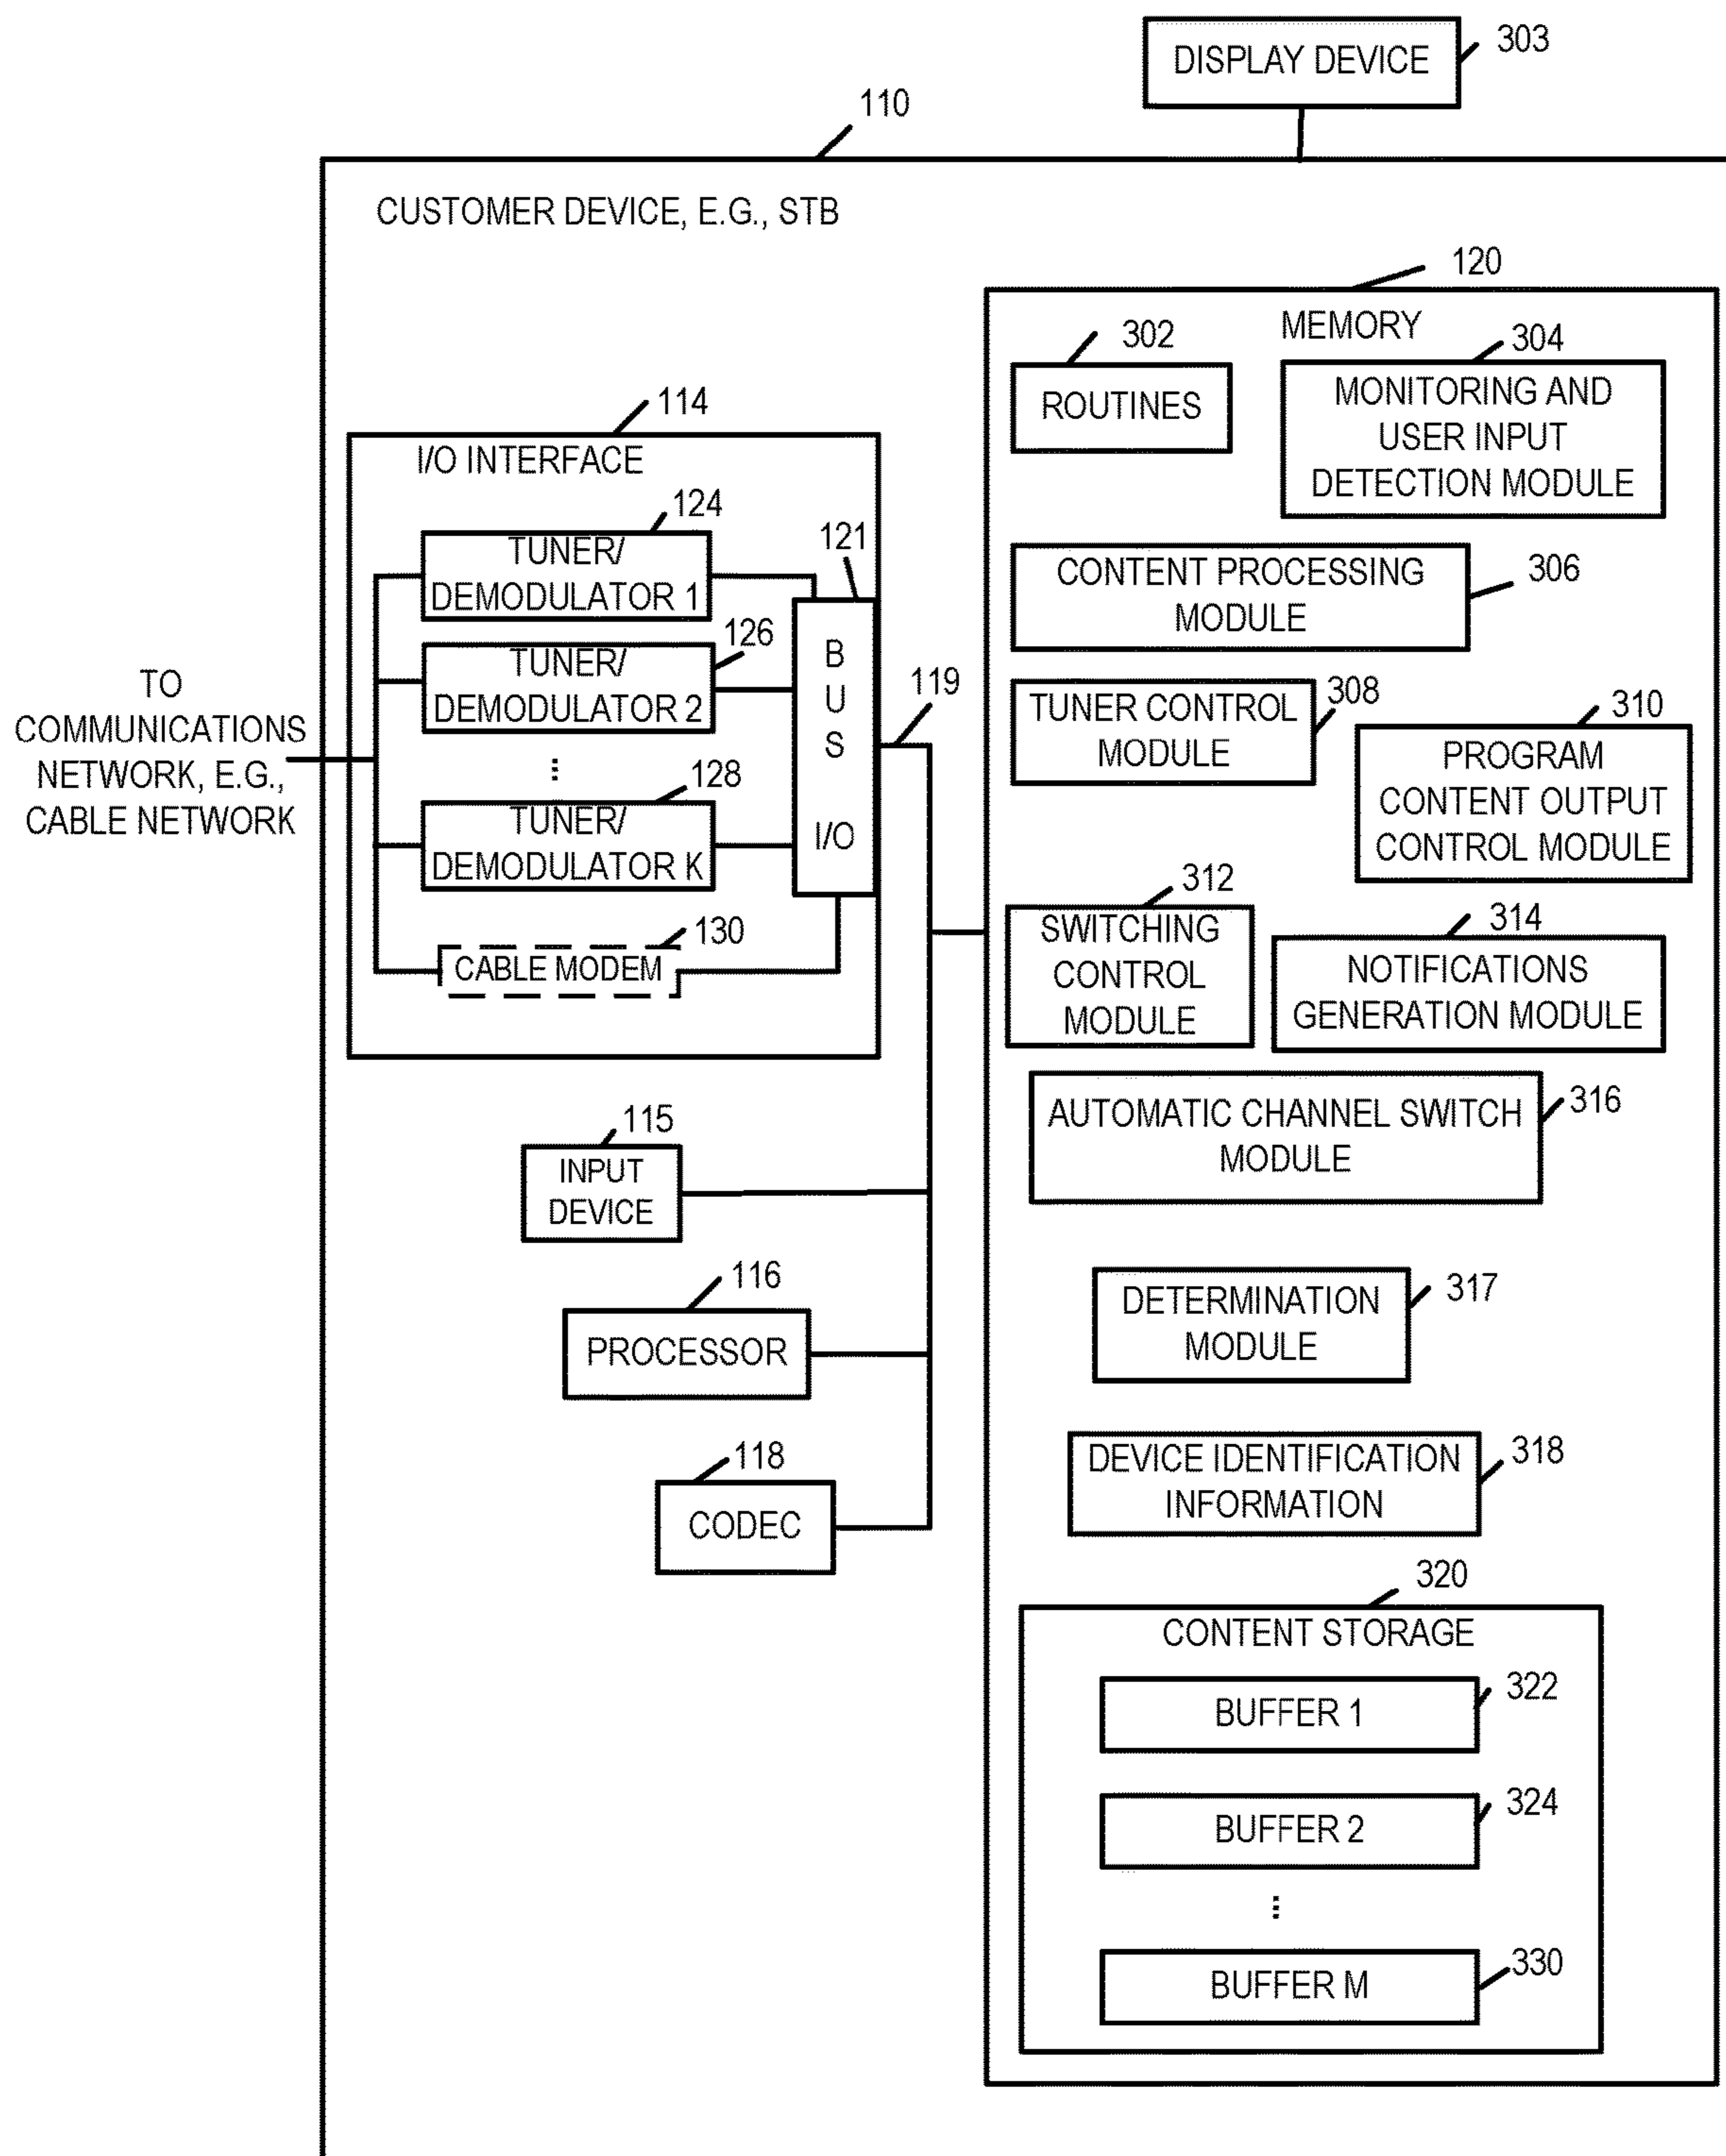 DISPLAY DEVICE
303
110
CUSTOMER DEVICE, E.G., STB
120
MEMORY
302
ROUTINES
304
MONITORING AND
USER INPUT
DETECTION MODULE
114
I/O INTERFACE
124
TUNER/
DEMODULATOR 1
121
126
TUNER/
DEMODULATOR 2
...
128
TUNER/
DEMODULATOR K
B
U
S
I/O
119
130
CABLE MODEM
TO
COMMUNICATIONS
NETWORK, E.G.,
CABLE NETWORK
CONTENT PROCESSING
MODULE
306
TUNER CONTROL
MODULE
308
310
PROGRAM
CONTENT OUTPUT
CONTROL MODULE
312
SWITCHING
CONTROL
MODULE
314
NOTIFICATIONS
GENERATION MODULE
AUTOMATIC CHANNEL SWITCH
MODULE
316
115
INPUT
DEVICE
116
PROCESSOR
118
CODEC
DETERMINATION
MODULE
317
DEVICE IDENTIFICATION
INFORMATION
318
320
CONTENT STORAGE
BUFFER 1
322
BUFFER 2
324
...
BUFFER M
330